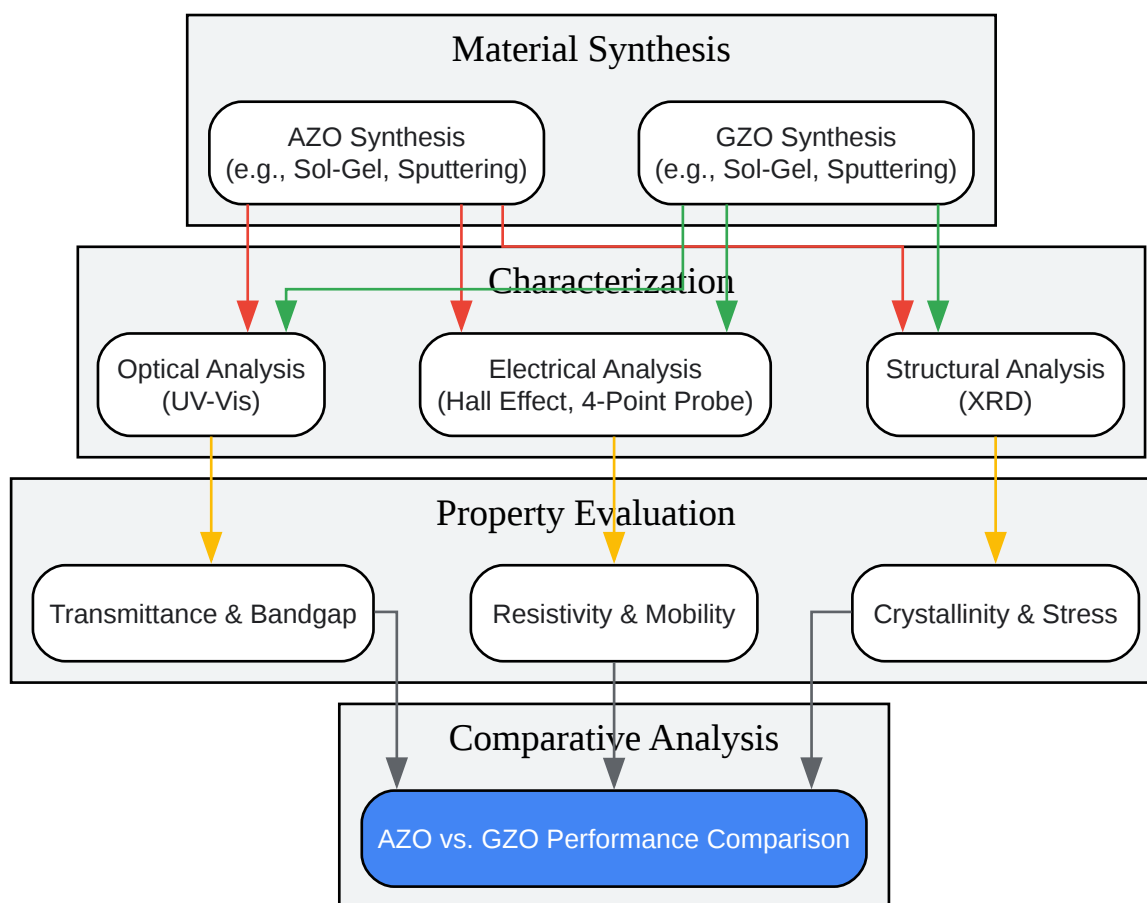 Material Synthesis
AZO Synthesis
(e.g., Sol-Gel, Sputtering)
GZO Synthesis
(e.g., Sol-Gel, Sputtering)
Characterization
Optical Analysis
(UV-Vis)
Electrical Analysis
(Hall Effect, 4-Point Probe)
Structural Analysis
(XRD)
Property Evaluation
Transmittance & Bandgap
Resistivity & Mobility
Crystallinity & Stress
Comparative Analysis
AZO vs. GZO Performance Comparison